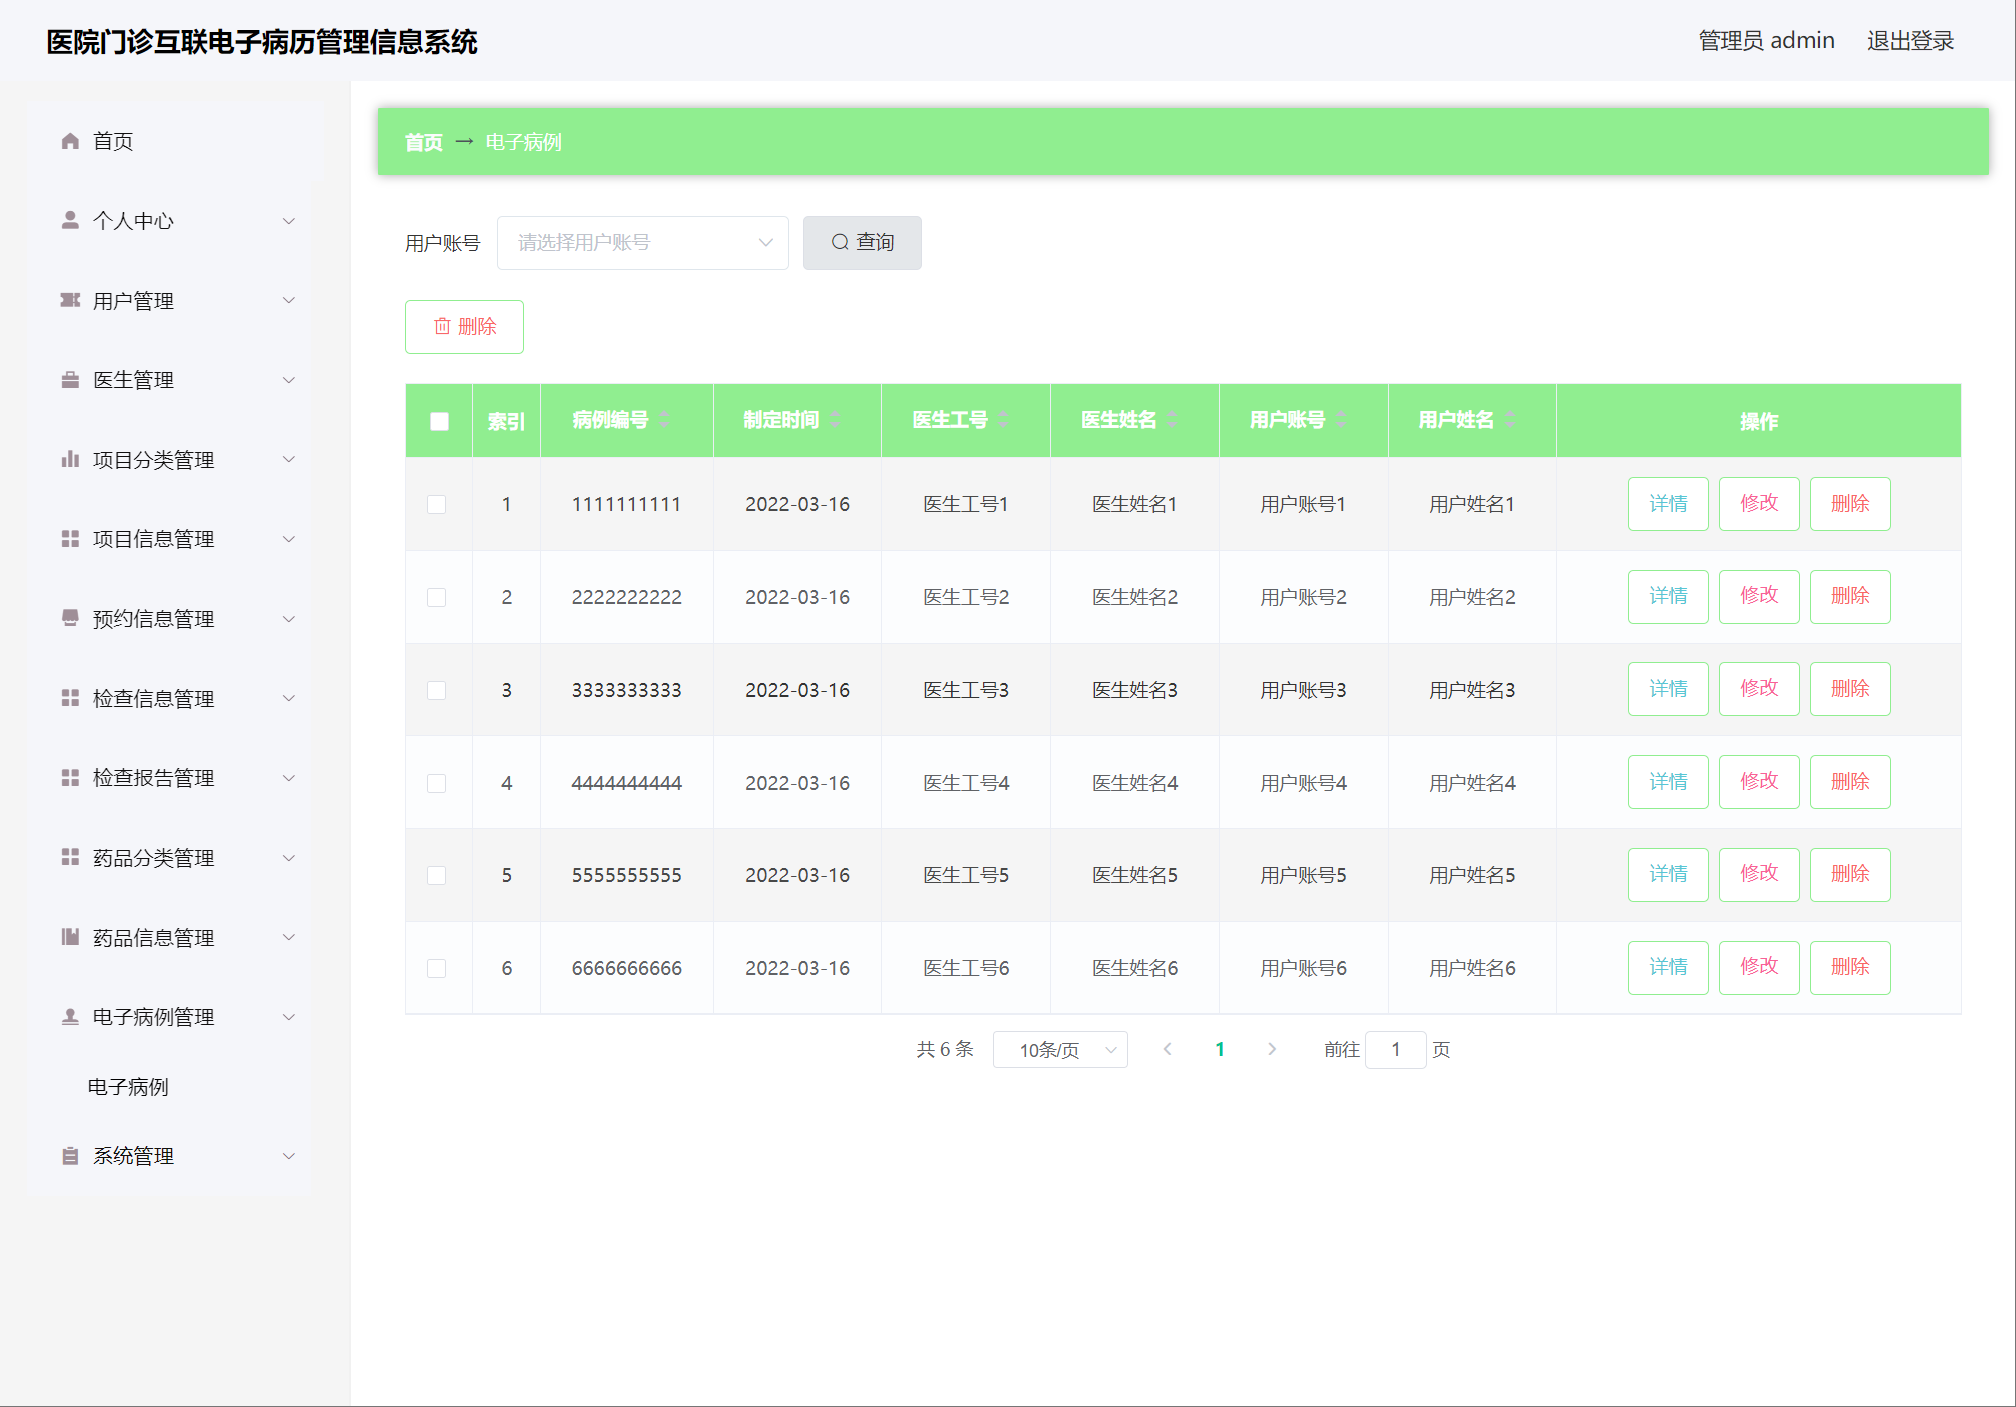 医院门诊互联电子病历管理信息系统
管理员 admin 退出登录
首页
个人中心
用户管理
医生管理
项目分类管理
项目信息管理
预约信息管理
检查信息管理
检查报告管理
药品分类管理
药品信息管理
电子病例管理
电子病例
系统管理
首页 → 电子病例
用户账号 请选择用户账号 查询
删除
索引 病例编号 制定时间 医生工号 医生姓名 用户账号 用户姓名 操作
1 1111111111 2022-03-16 医生工号1 医生姓名1 用户账号1 用户姓名1 详情 修改 删除
2 2222222222 2022-03-16 医生工号2 医生姓名2 用户账号2 用户姓名2 详情 修改 删除
3 3333333333 2022-03-16 医生工号3 医生姓名3 用户账号3 用户姓名3 详情 修改 删除
4 4444444444 2022-03-16 医生工号4 医生姓名4 用户账号4 用户姓名4 详情 修改 删除
5 5555555555 2022-03-16 医生工号5 医生姓名5 用户账号5 用户姓名5 详情 修改 删除
6 6666666666 2022-03-16 医生工号6 医生姓名6 用户账号6 用户姓名6 详情 修改 删除
共 6 条 10条/页 1 前往 1 页